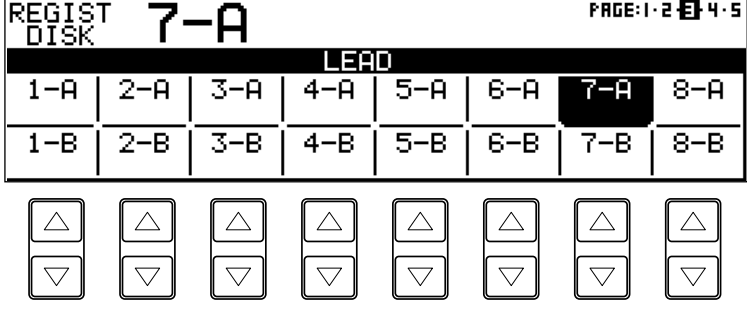 REGIST 7-A PAGE:1·2·3·4·5
DISK
LEAD
1-A 2-A 3-A 4-A 5-A 6-A 7-A 8-A
1-B 2-B 3-B 4-B 5-B 6-B 7-B 8-B